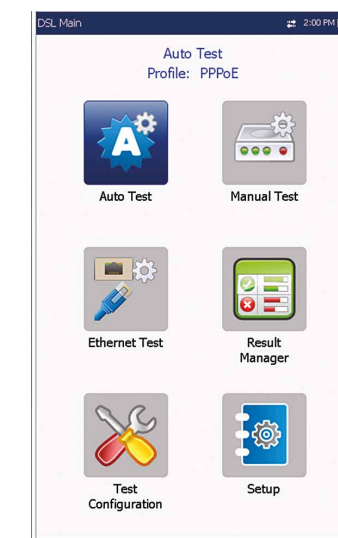 DSL Main 2:00 PM
Auto Test
Profile: PPPoE
A
Auto Test Manual Test
Ethernet Test Result
Manager
Test Setup
Configuration